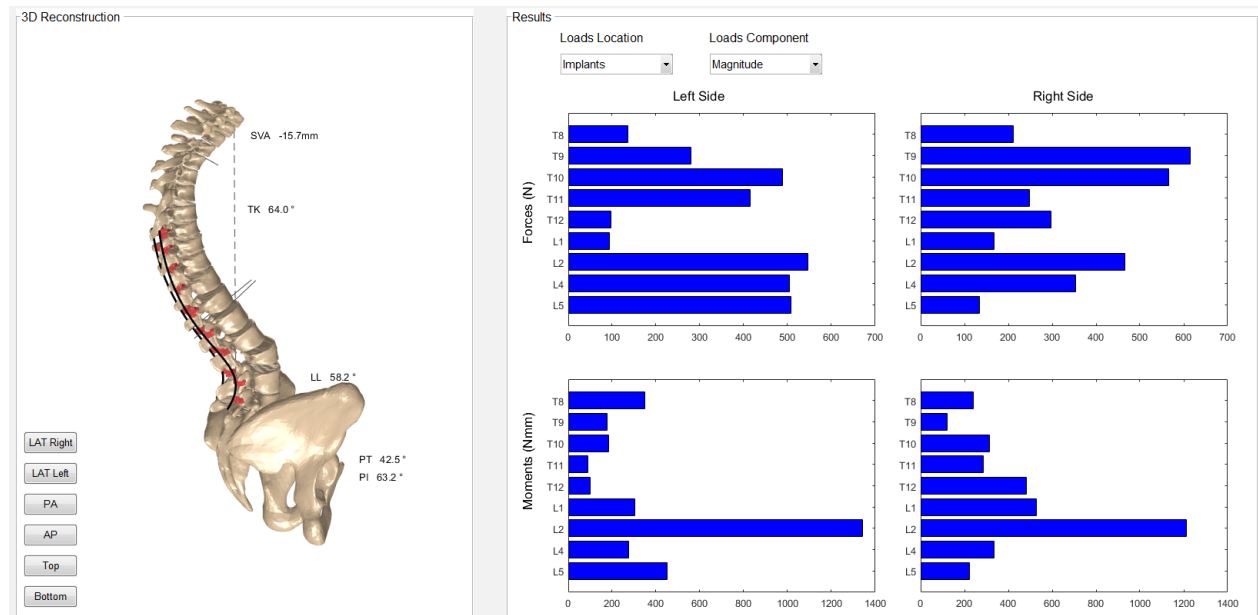 3D Reconstruction
SVA -15.7mm
TK 64.0 °
LL 58.2 °
PT 42.5 °
PI 63.2 °
LAT Right
LAT Left
PA
AP
Top
Bottom
Results
Loads Location
Loads Component
Implants
Magnitude
Left Side
Forces (N)
T8
T9
T10
T11
T12
L1
L2
L4
L5
0 100 200 300 400 500 600 700
Right Side
T8
T9
T10
T11
T12
L1
L2
L4
L5
0 100 200 300 400 500 600 700
Moments (Nmm)
T8
T9
T10
T11
T12
L1
L2
L4
L5
0 200 400 600 800 1000 1200 1400
T8
T9
T10
T11
T12
L1
L2
L4
L5
0 200 400 600 800 1000 1200 1400